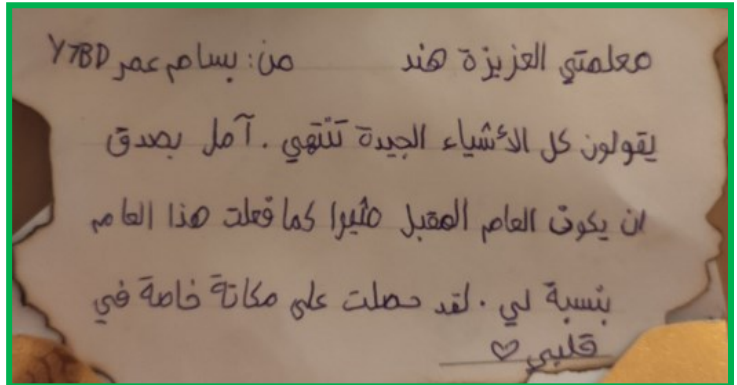 معلمتي العزيزة هند من: بسام عمر Y7BD
يقولون كل الأشياء الجيدة تنتهي. آمل بصدق
ان يكون العام المقبل مثيرا كما فعلت هذا العام
بنسبة لي. لقد حصلت على مكانة خاصة في
قلبي ♡